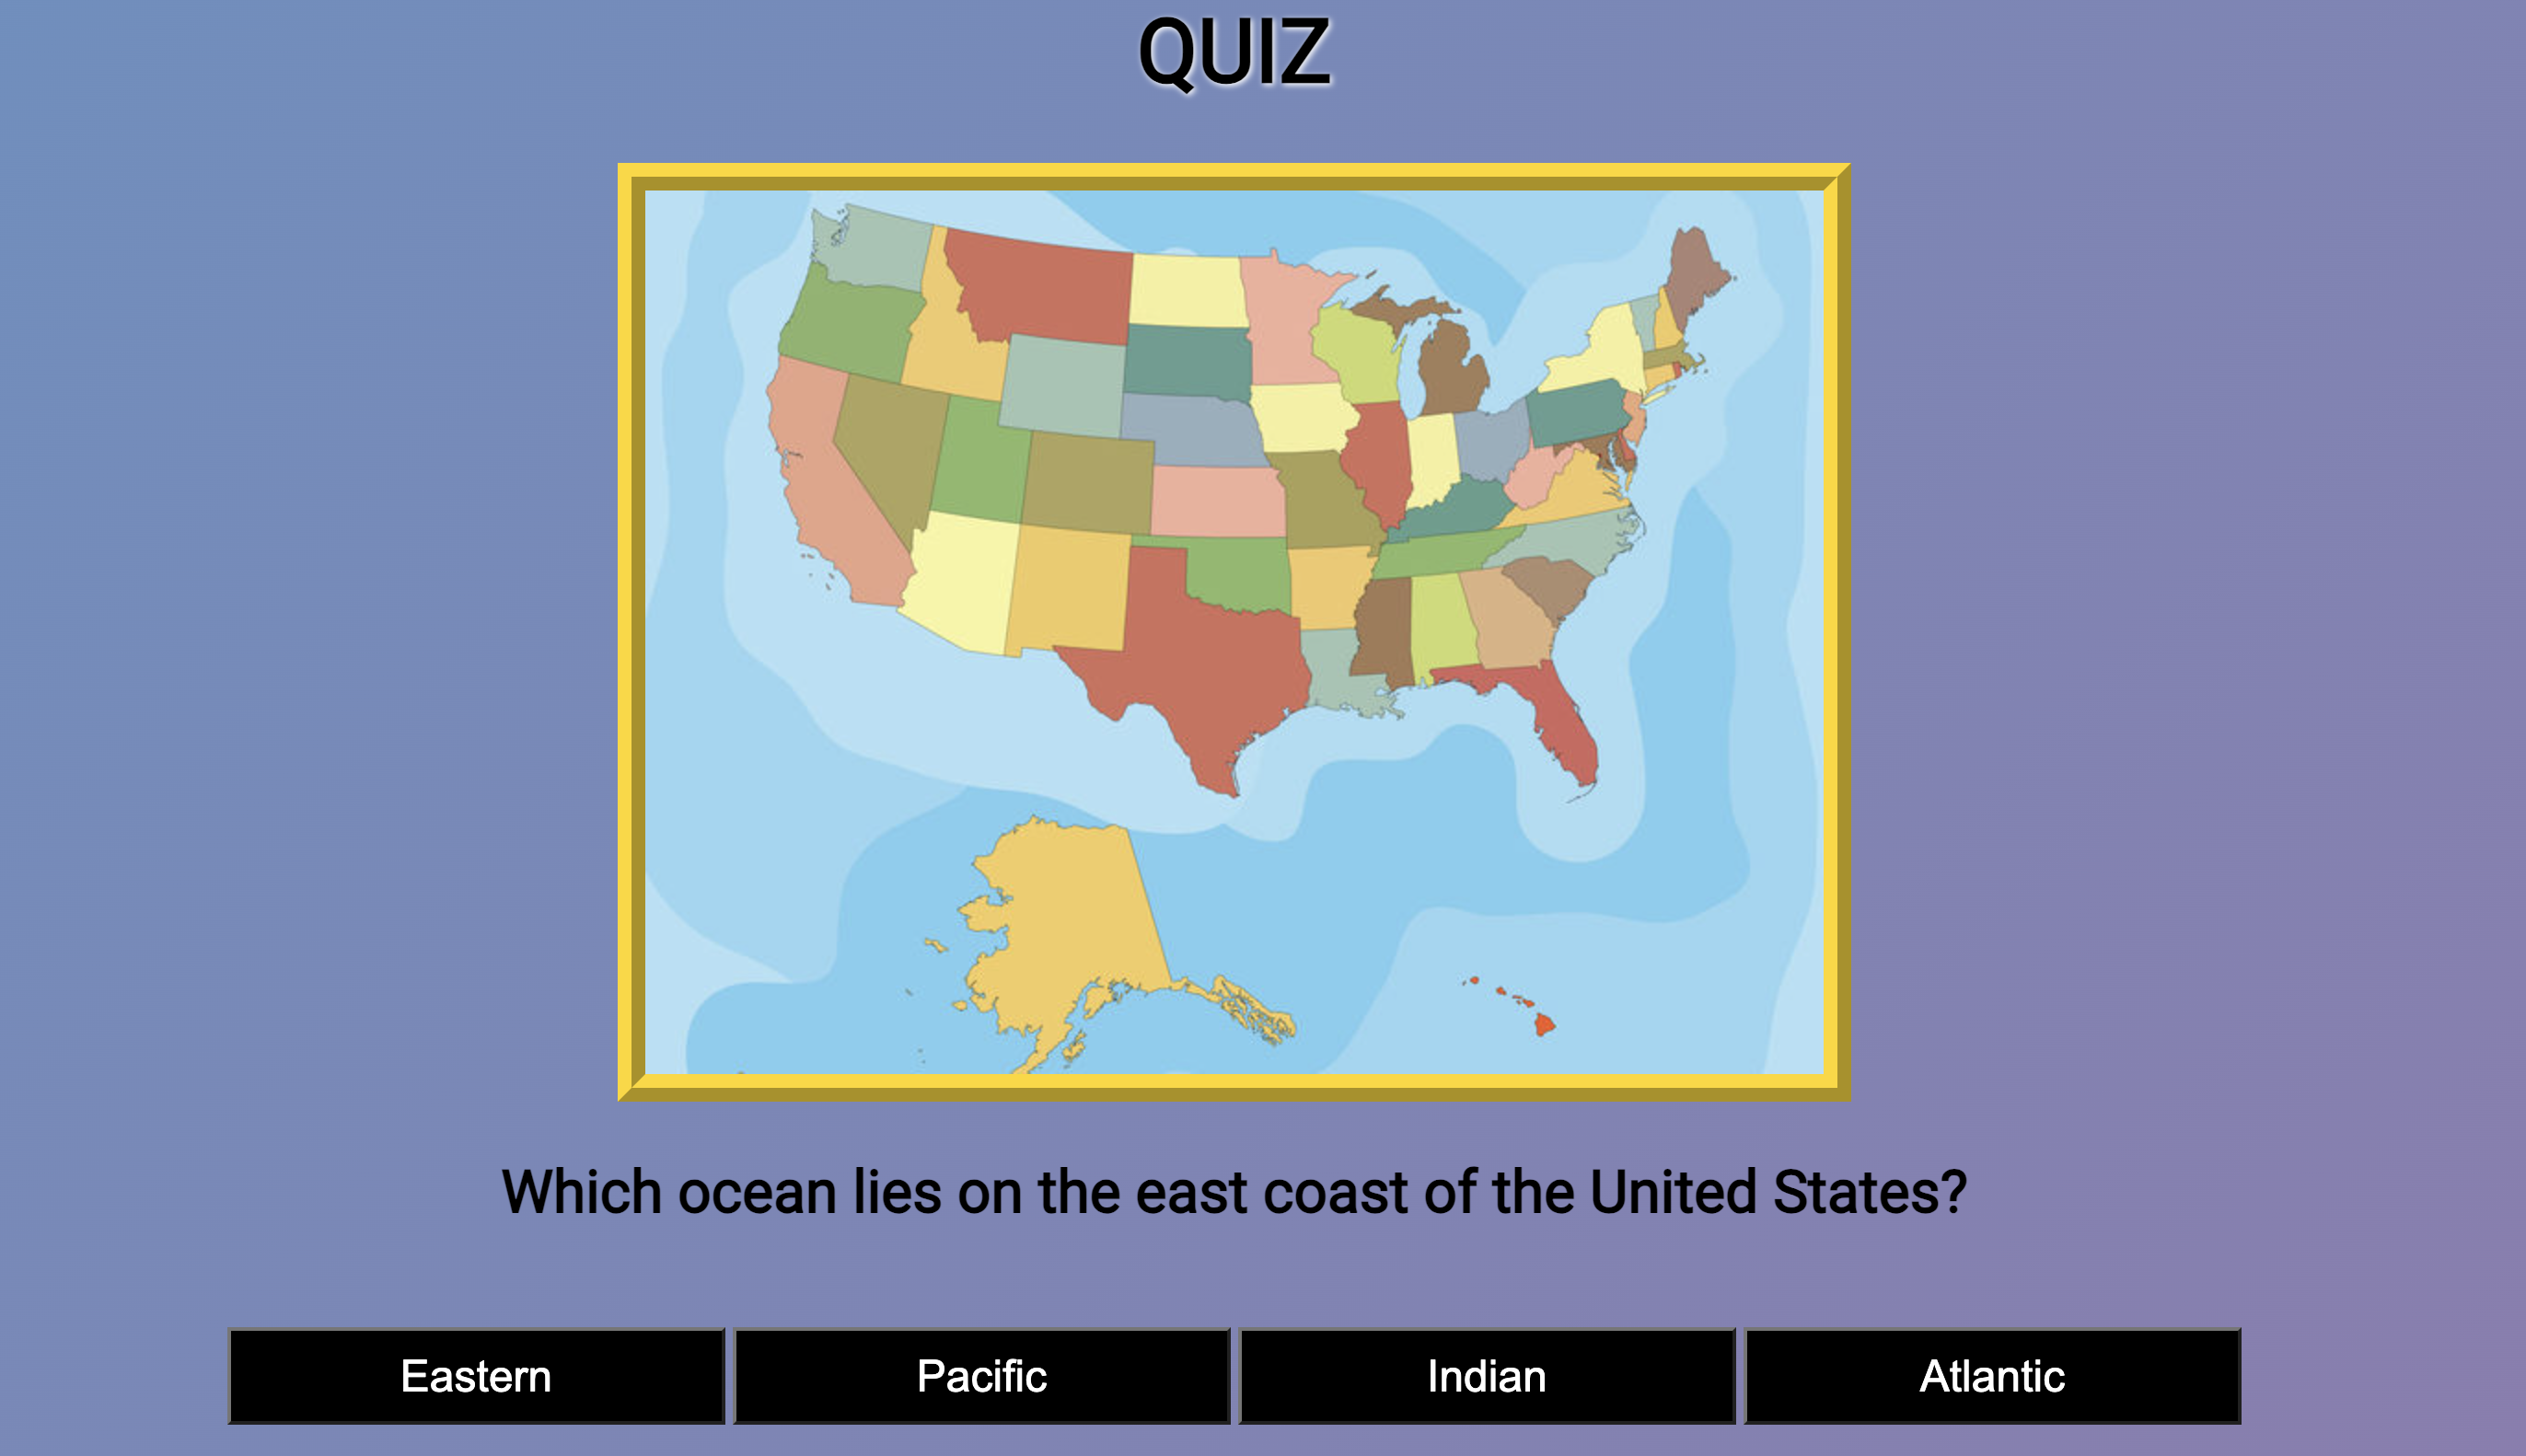 QUIZ
Which ocean lies on the east coast of the United States?
Eastern
Pacific
Indian
Atlantic